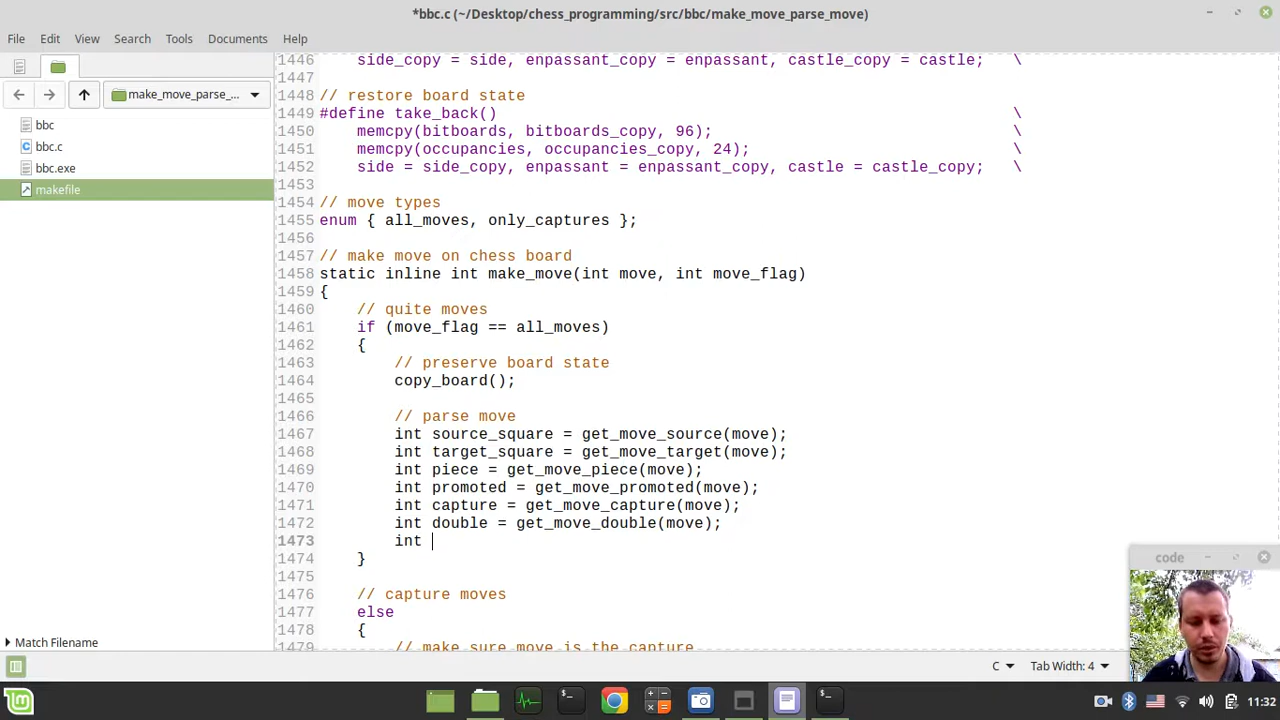 *bbc.c (~/Desktop/chess_programming/src/bbc/make_move_parse_move)
File Edit View Search Tools Documents Help
make_move_parse_...
bbc
bbc.c
bbc.exe
makefile
Match Filename
1446 side_copy = side, enpassant_copy = enpassant, castle_copy = castle; \
1447
1448 // restore board state
1449 #define take_back() \
1450 memcpy(bitboards, bitboards_copy, 96); \
1451 memcpy(occupancies, occupancies_copy, 24); \
1452 side = side_copy, enpassant = enpassant_copy, castle = castle_copy; \
1453
1454 // move types
1455 enum { all_moves, only_captures };
1456
1457 // make move on chess board
1458 static inline int make_move(int move, int move_flag)
1459 {
1460 // quite moves
1461 if (move_flag == all_moves)
1462 {
1463 // preserve board state
1464 copy_board();
1465
1466 // parse move
1467 int source_square = get_move_source(move);
1468 int target_square = get_move_target(move);
1469 int piece = get_move_piece(move);
1470 int promoted = get_move_promoted(move);
1471 int capture = get_move_capture(move);
1472 int double = get_move_double(move);
1473 int
1474 }
1475
1476 // capture moves
1477 else
1478 {
1479 // make sure move is the capture
code
C Tab Width: 4
11:32